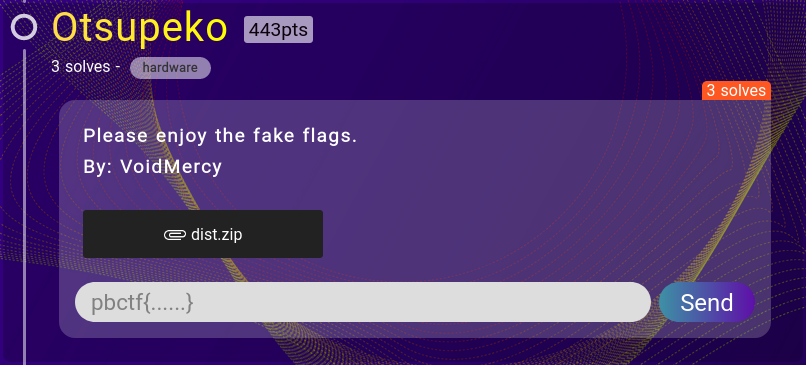 Otsupeko 443pts
3 solves - hardware
3 solves
Please enjoy the fake flags.
By: VoidMercy
dist.zip
pbctf{......} Send